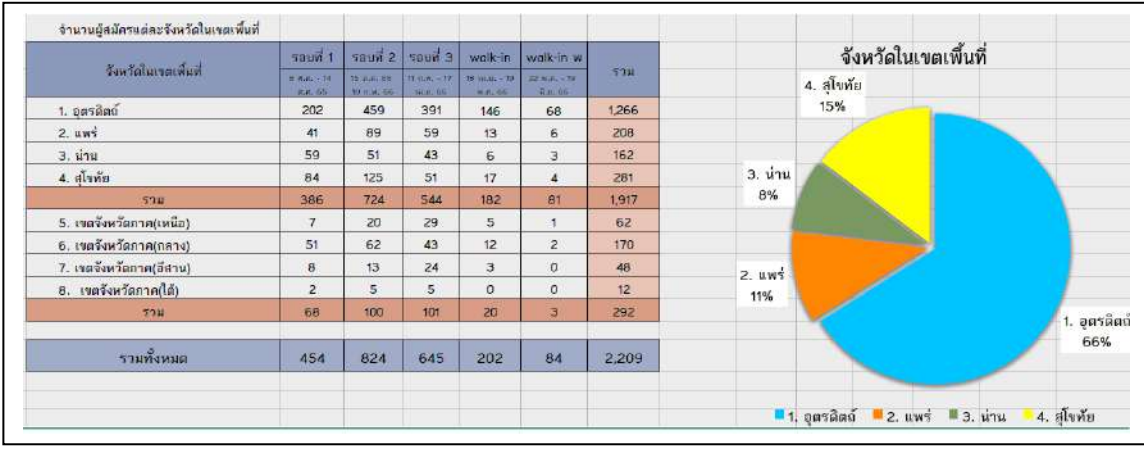 จำนวนผู้สมัครแต่ละจังหวัดในเขตพื้นที่
จังหวัดในเขตพื้นที่ รอบที่ 1 รอบที่ 2 รอบที่ 3 walk-in walk-in w รวม
1. อุตรดิตถ์ 202 459 391 146 68 1,266
2. แพร่ 41 89 59 13 6 208
3. น่าน 59 51 43 6 3 162
4. สุโขทัย 84 125 51 17 4 281
รวม 386 724 544 182 81 1,917
5. เขตจังหวัดภาค(เหนือ) 7 20 29 5 1 62
6. เขตจังหวัดภาค(กลาง) 51 62 43 12 2 170
7. เขตจังหวัดภาค(อีสาน) 8 13 24 3 0 48
8. เขตจังหวัดภาค(ใต้) 2 5 5 0 0 12
รวม 68 100 101 20 3 292
รวมทั้งหมด 454 824 645 202 84 2,209
จังหวัดในเขตพื้นที่
4. สุโขทัย
15%
3. น่าน
8%
2. แพร่
11%
1. อุตรดิตถ์
66%
1. อุตรดิตถ์ 2. แพร่ 3. น่าน 4. สุโขทัย